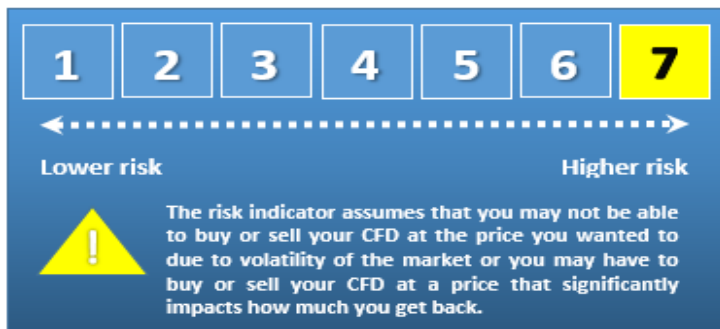 1 2 3 4 5 6 7
Lower risk Higher risk
The risk indicator assumes that you may not be able
to buy or sell your CFD at the price you wanted to
due to volatility of the market or you may have to
buy or sell your CFD at a price that significantly
impacts how much you get back.
!